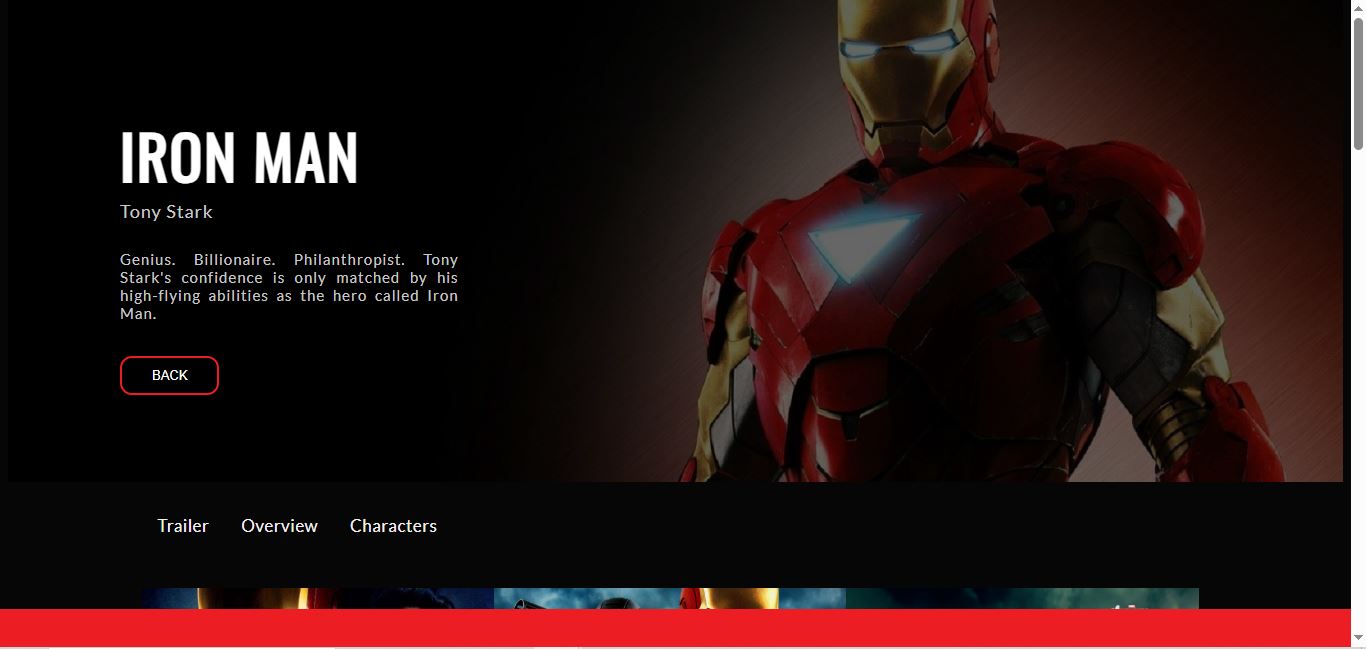 IRON MAN
Tony Stark
Genius. Billionaire. Philanthropist. Tony
Stark's confidence is only matched by his
high-flying abilities as the hero called Iron
Man.
BACK
Trailer Overview Characters